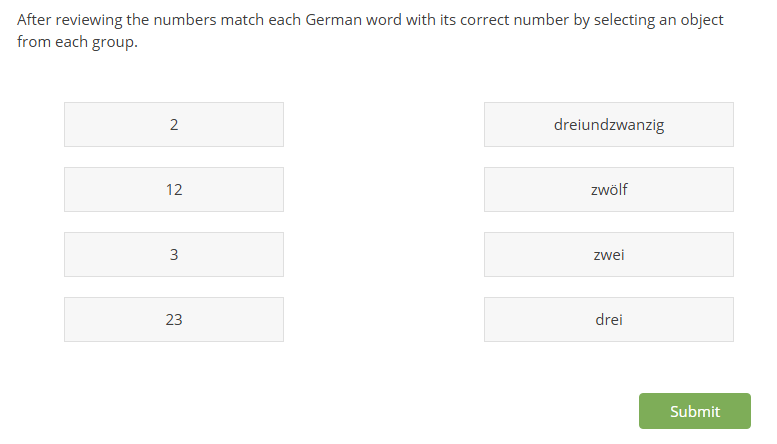 After reviewing the numbers match each German word with its correct number by selecting an object
from each group.
2
dreiundzwanzig
12
zwölf
3
zwei
23
drei
Submit